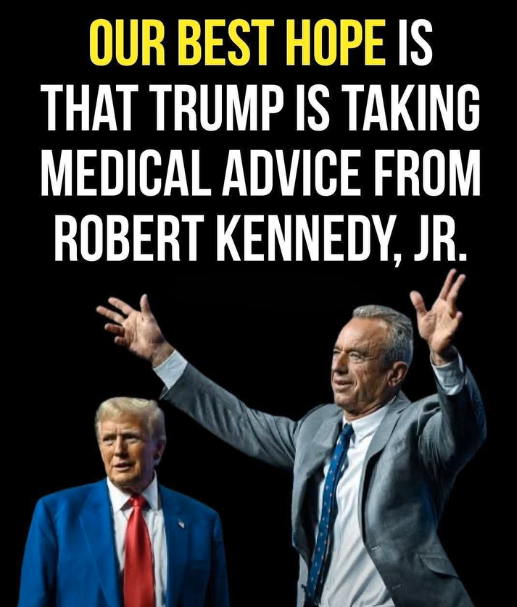 OUR BEST HOPE IS
THAT TRUMP IS TAKING
MEDICAL ADVICE FROM
ROBERT KENNEDY, JR.